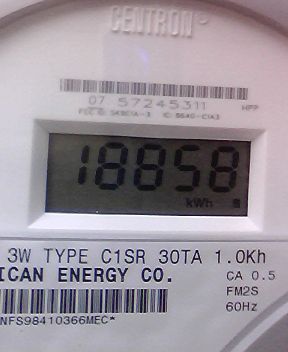 CENTRON®
07 57245311 HPP
18858
kWh
3W TYPE C1SR 30TA 1.0Kh
ICAN ENERGY CO. CA 0.5
FM2S
60Hz
NFS98410366MEC*